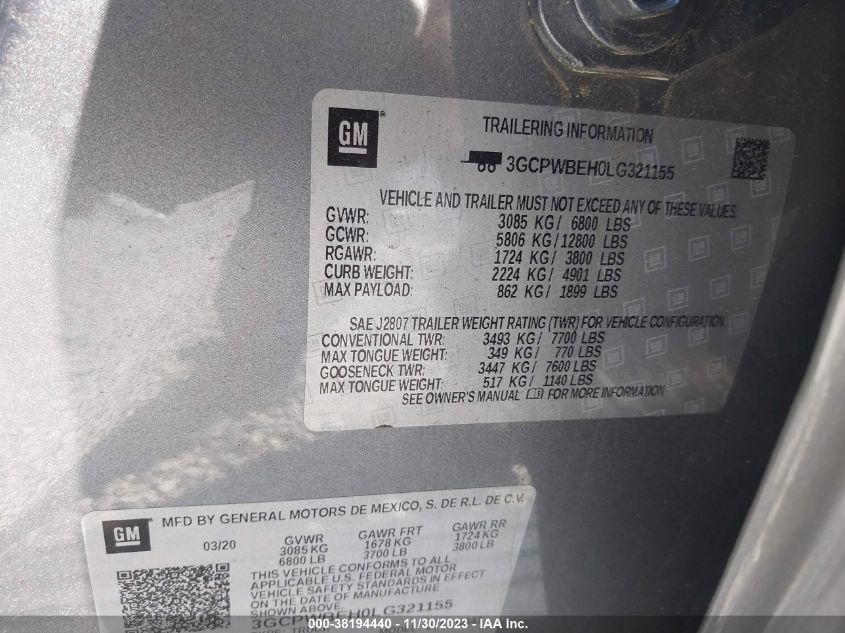 GM ®
TRAILERING INFORMATION
3GCPWBEH0LG321155
VEHICLE AND TRAILER MUST NOT EXCEED ANY OF THESE VALUES.
GVWR: 3085 KG/ 6800 LBS
GCWR: 5806 KG/12800 LBS
RGAWR: 1724 KG/ 3800 LBS
CURB WEIGHT: 2224 KG/ 4901 LBS
MAX PAYLOAD: 862 KG/ 1899 LBS
SAE J2807 TRAILER WEIGHT RATING (TWR) FOR VEHICLE CONFIGURATION.
CONVENTIONAL TWR: 3493 KG/ 7700 LBS
MAX TONGUE WEIGHT: 349 KG/ 770 LBS
GOOSENECK TWR: 3447 KG/ 7600 LBS
MAX TONGUE WEIGHT: 517 KG/ 1140 LBS
SEE OWNER'S MANUAL FOR MORE INFORMATION
GM
MFD BY GENERAL MOTORS DE MEXICO, S. DE R.L. DE C.V.
03/20 GVWR GAWR FRT GAWR RR
3085 KG 1678 KG 1724 KG
6800 LB 3700 LB 3800 LB
THIS VEHICLE CONFORMS TO ALL
APPLICABLE U.S. FEDERAL MOTOR
VEHICLE SAFETY STANDARDS IN EFFECT
ON THE DATE OF MANUFACTURE
SHOWN ABOVE.
3GCPWBEH0LG321155
000-38194440 - 11/30/2023 - IAA, Inc.